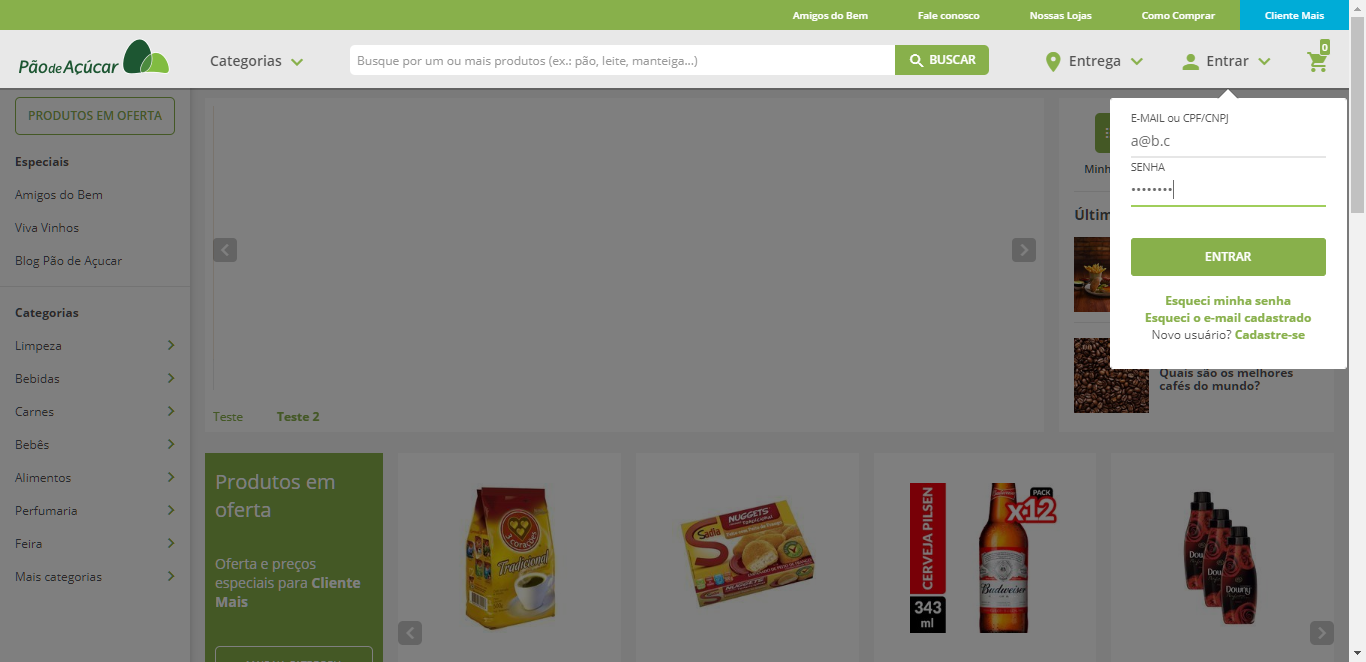 Amigos do Bem
Fale conosco
Nossas Lojas
Como Comprar
Cliente Mais
Pão de Açúcar
Categorias
Busque por um ou mais produtos (ex.: pão, leite, manteiga...)
BUSCAR
Entrega
Entrar
0
PRODUTOS EM OFERTA
Especiais
Amigos do Bem
Viva Vinhos
Blog Pão de Açucar
Categorias
Limpeza
Bebidas
Carnes
Bebês
Alimentos
Perfumaria
Feira
Mais categorias
Teste
Teste 2
E-MAIL ou CPF/CNPJ
a@b.c
SENHA
••••••••
ENTRAR
Esqueci minha senha
Esqueci o e-mail cadastrado
Novo usuário? Cadastre-se
Quais são os melhores
cafés do mundo?
Produtos em
oferta
Oferta e preços
especiais para Cliente
Mais
3 CORAÇÕES
Tradicional
Sadia
NUGGETS
TRADICIONAL
CERVEJA PILSEN
343
ml
PACK
x12
Budweiser
Downy